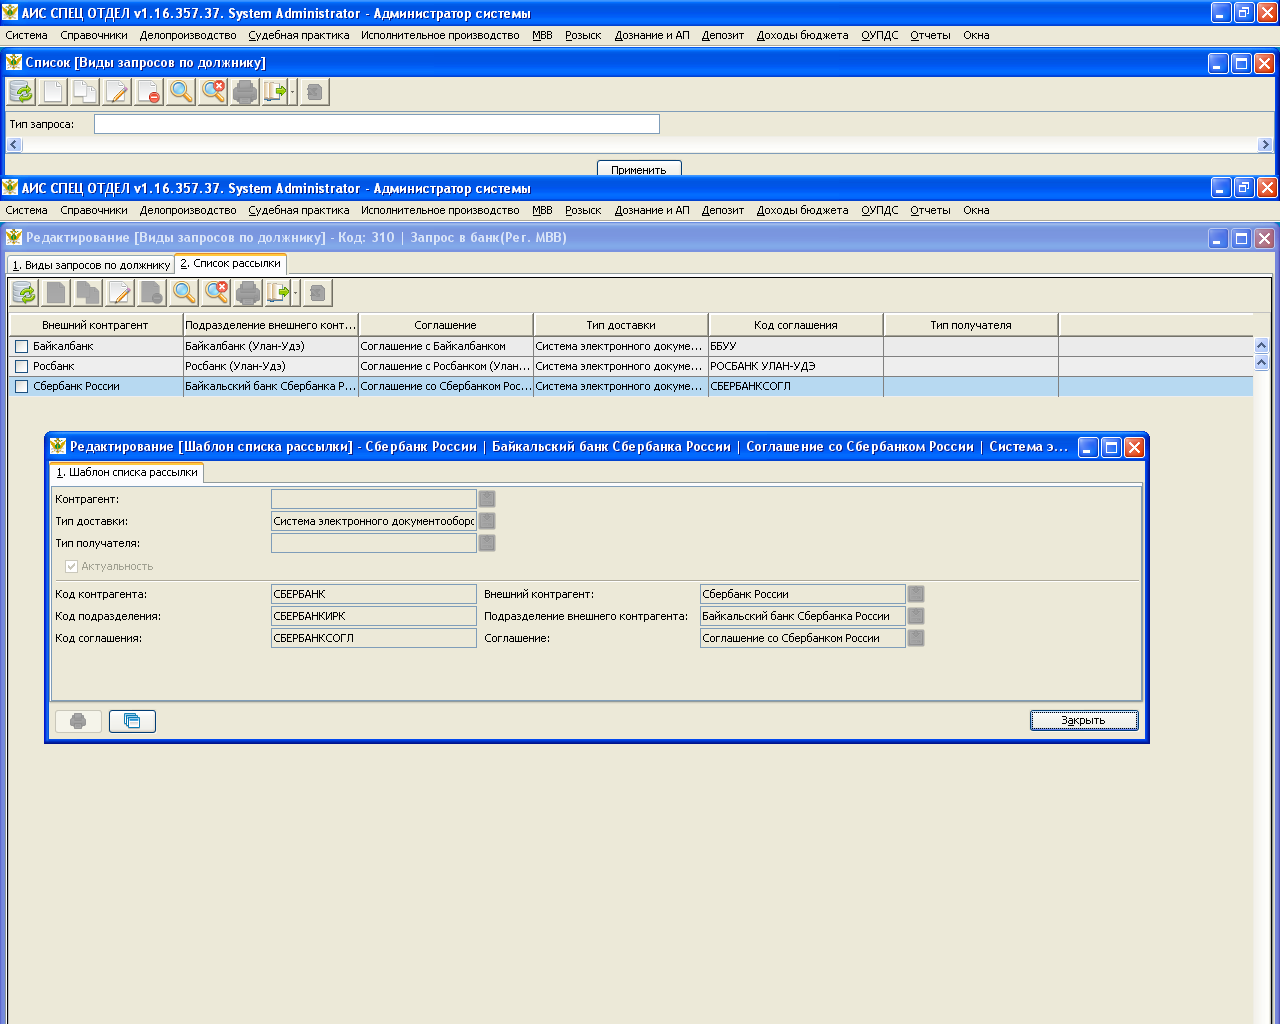 АИС СПЕЦ ОТДЕЛ v1.16.357.37. System Administrator - Администратор системы
Система Справочники Делопроизводство Судебная практика Исполнительное производство МВВ Розыск Дознание и АП Депозит Доходы бюджета ОУПДС Отчеты Окна
Список [Виды запросов по должнику]
Тип запроса:
Применить
АИС СПЕЦ ОТДЕЛ v1.16.357.37. System Administrator - Администратор системы
Система Справочники Делопроизводство Судебная практика Исполнительное производство МВВ Розыск Дознание и АП Депозит Доходы бюджета ОУПДС Отчеты Окна
Редактирование [Виды запросов по должнику] - Код: 310 | Запрос в банк(Рег. МВВ)
1. Виды запросов по должнику 2. Список рассылки
Внешний контрагент Подразделение внешнего конт... Соглашение Тип доставки Код соглашения Тип получателя
Байкалбанк Байкалбанк (Улан-Удэ) Соглашение с Байкалбанком Система электронного докуме... ББУУ
Росбанк Росбанк (Улан-Удэ) Соглашение с Росбанком (Улан... Система электронного докуме... РОСБАНК УЛАН-УДЭ
Сбербанк России Байкальский банк Сбербанка Р... Соглашение со Сбербанком Рос... Система электронного докуме... СБЕРБАНКСОГЛ
Редактирование [Шаблон списка рассылки] - Сбербанк России | Байкальский банк Сбербанка России | Соглашение со Сбербанком России | Система э...
1. Шаблон списка рассылки
Контрагент:
Тип доставки: Система электронного документооборо
Тип получателя:
Актуальность
Код контрагента: СБЕРБАНК Внешний контрагент: Сбербанк России
Код подразделения: СБЕРБАНКИРК Подразделение внешнего контрагента: Байкальский банк Сбербанка России
Код соглашения: СБЕРБАНКСОГЛ Соглашение: Соглашение со Сбербанком России
Закрыть